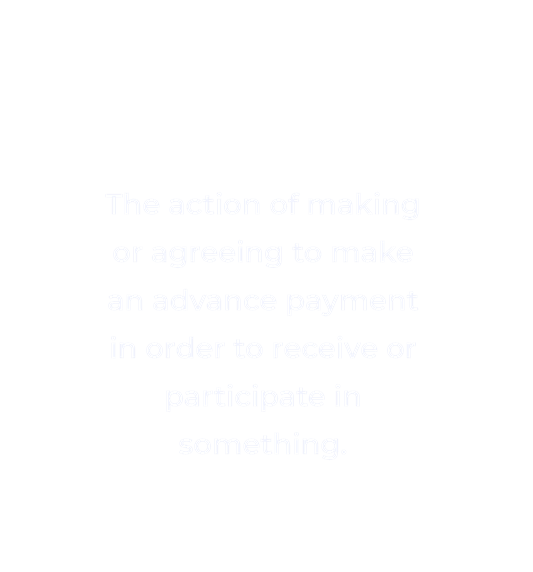 The action of making
or agreeing to make
an advance payment
in order to receive or
participate in
something.